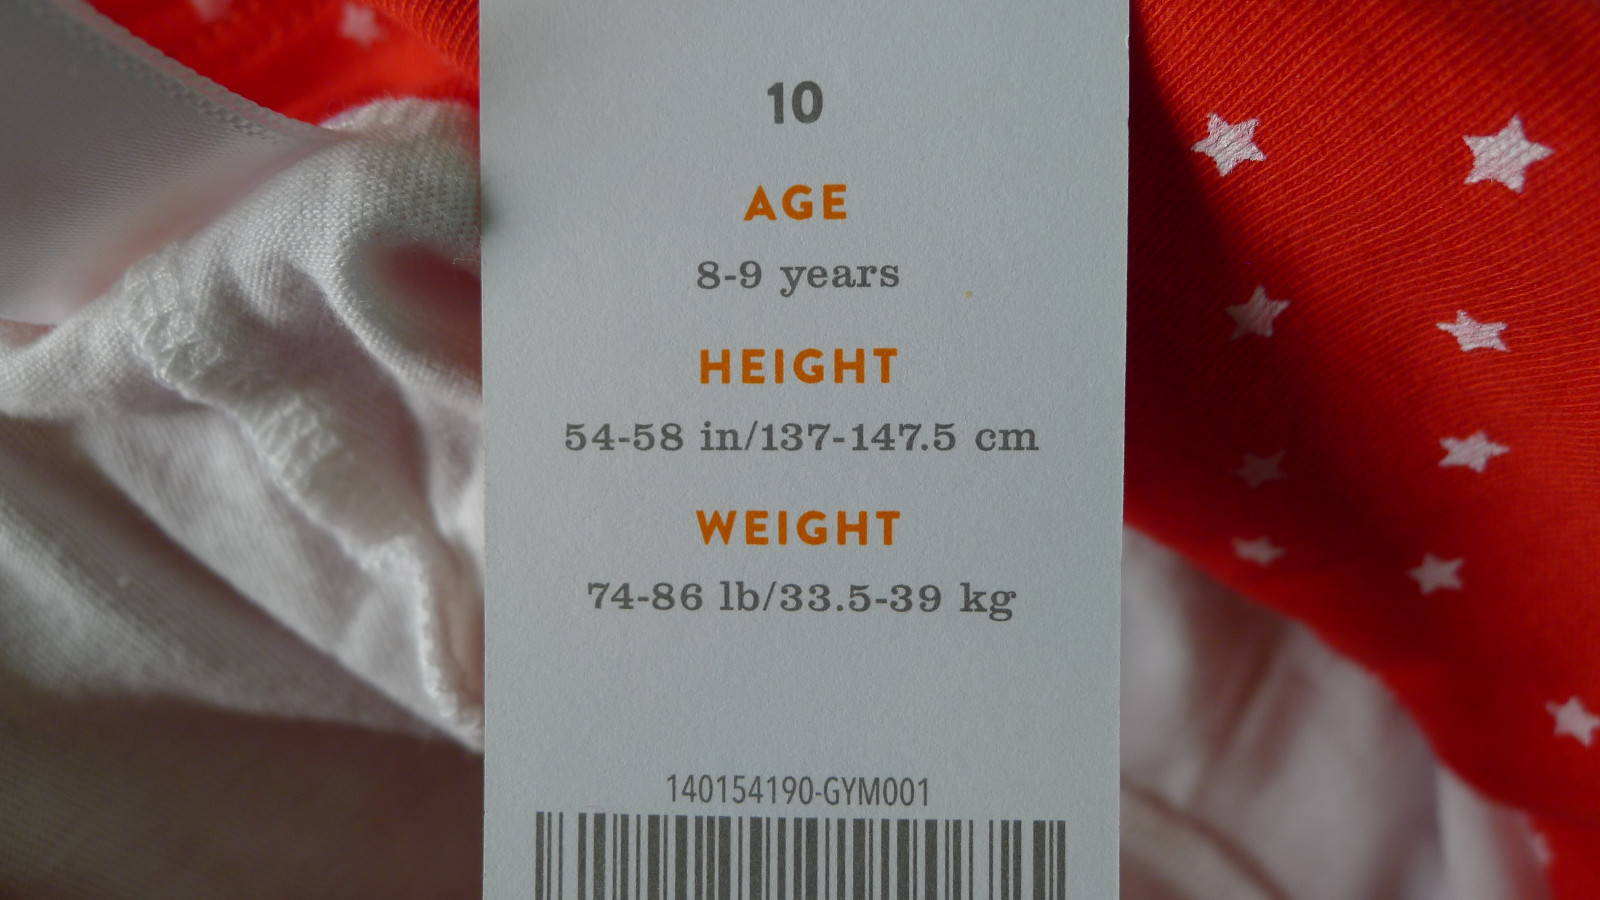 10
AGE
8-9 years
HEIGHT
54-58 in/137-147.5 cm
WEIGHT
74-86 lb/33.5-39 kg
140154190-GYM001